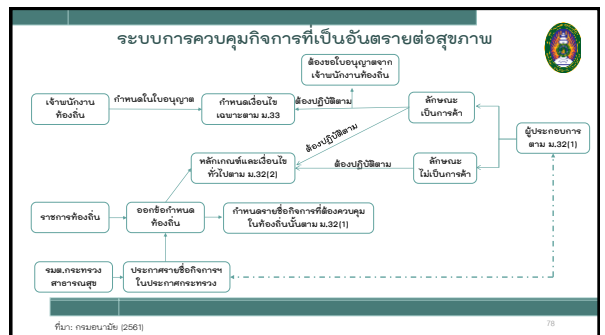 ระบบการควบคุมกิจการที่เป็นอันตรายต่อสุขภาพ
ต้องขอใบอนุญาตจาก
เจ้าพนักงานท้องถิ่น
เจ้าพนักงาน
ท้องถิ่น
กำหนดในใบอนุญาต
กำหนดเงื่อนไข
เฉพาะตาม ม.33
ต้องปฏิบัติตาม
ลักษณะ
เป็นการค้า
ผู้ประกอบการ
ตาม ม.32(1)
ต้องปฏิบัติตาม
หลักเกณฑ์และเงื่อนไข
ทั่วไปตาม ม.32(2)
ต้องปฏิบัติตาม
ลักษณะ
ไม่เป็นการค้า
ราชการท้องถิ่น
ออกข้อกำหนด
ท้องถิ่น
กำหนดรายชื่อกิจการที่ต้องควบคุม
ในท้องถิ่นนั้นตาม ม.32(1)
รมต.กระทรวง
สาธารณสุข
ประกาศรายชื่อกิจการฯ
ในประกาศกระทรวง
ที่มา: กรมอนามัย (2561)
78